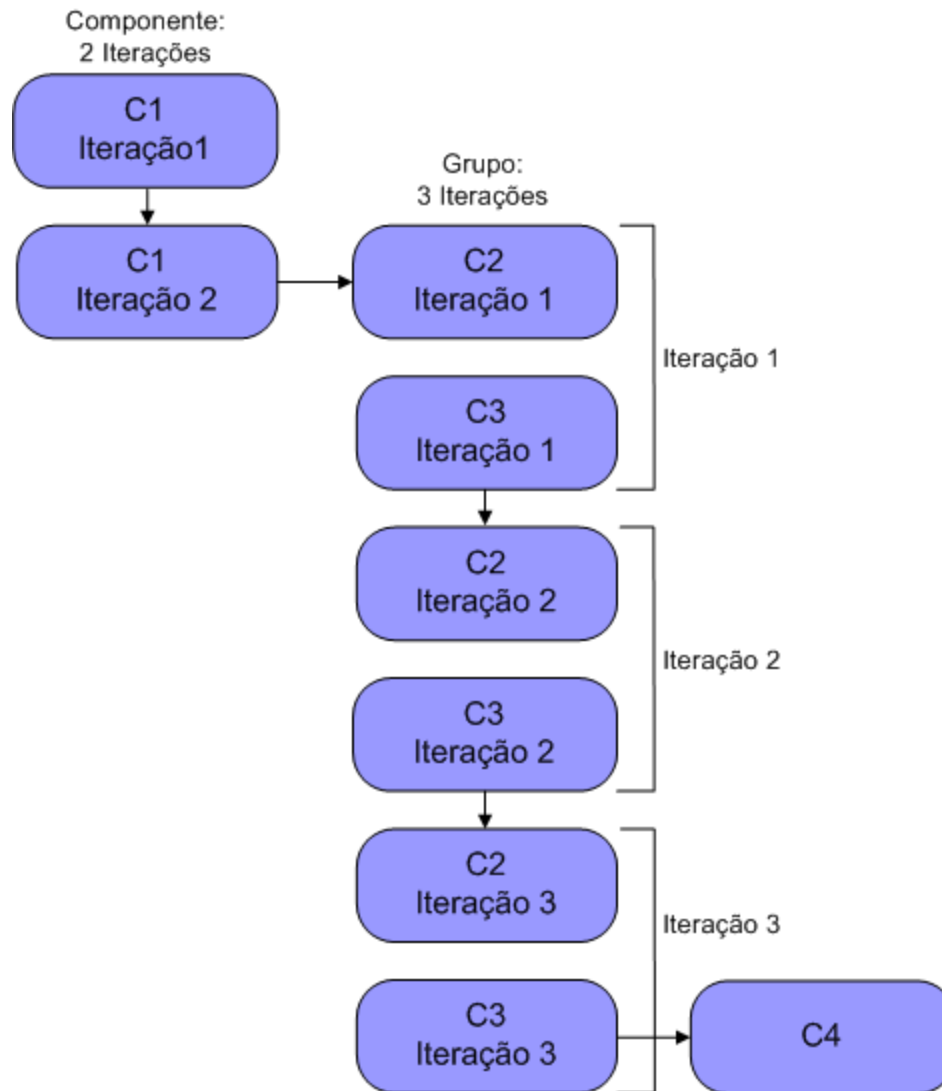 Componente:
2 Iterações
C1
Iteração1
Grupo:
3 Iterações
C1
Iteração 2
C2
Iteração 1
Iteração 1
C3
Iteração 1
C2
Iteração 2
Iteração 2
C3
Iteração 2
C2
Iteração 3
Iteração 3
C3
Iteração 3
C4